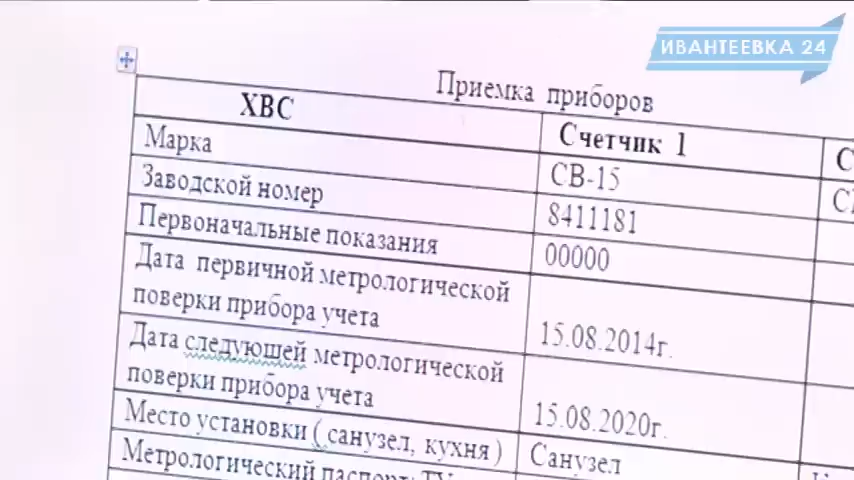 ИВАНТЕЕВКА 24
Приемка приборов
ХВС
Счетчик 1
Марка
СВ-15
Заводской номер
8411181
Первоначальные показания
00000
Дата первичной метрологической
поверки прибора учета
15.08.2014г.
Дата следующей метрологической
поверки прибора учета
15.08.2020г.
Место установки ( санузел, кухня )
Санузел
Метрологический паспорт